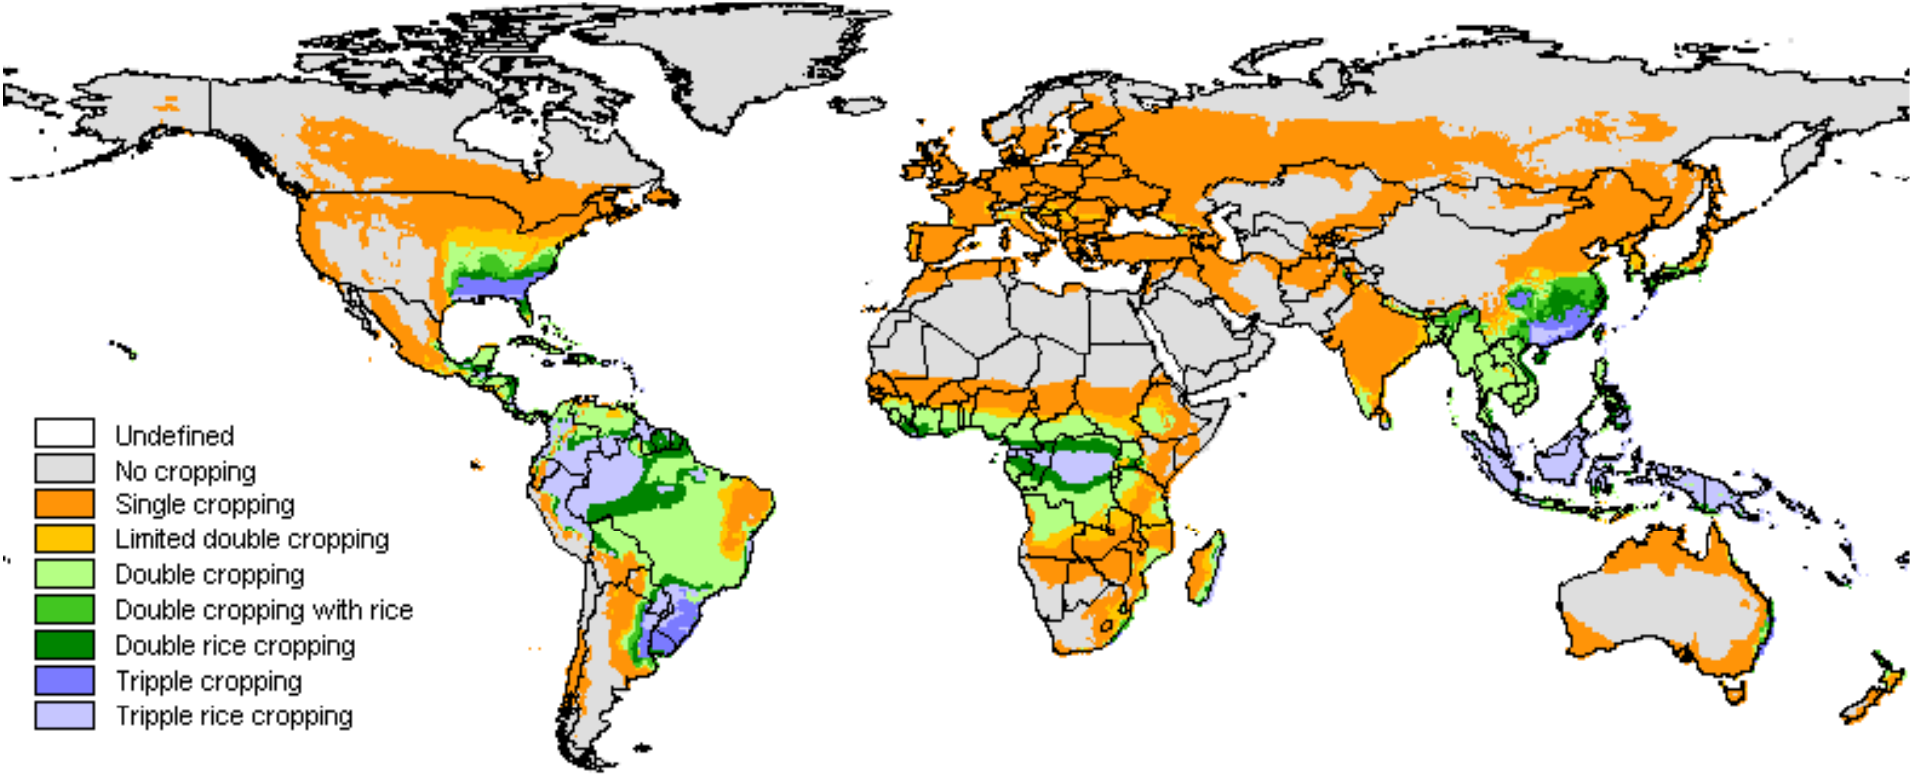 Undefined
No cropping
Single cropping
Limited double cropping
Double cropping
Double cropping with rice
Double rice cropping
Tripple cropping
Tripple rice cropping